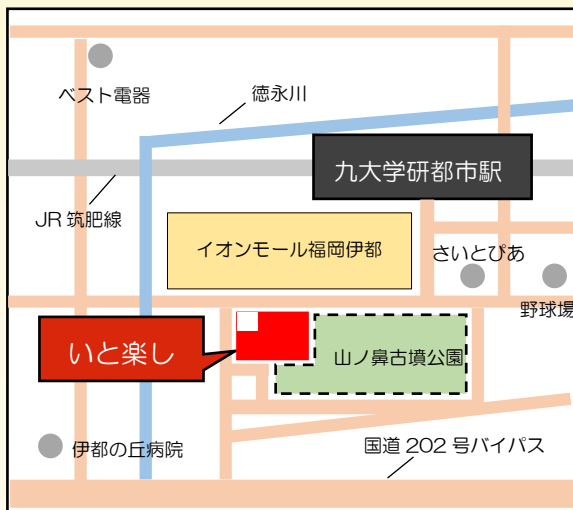 ベスト電器
徳永川
九大学研都市駅
JR 筑肥線
イオンモール福岡伊都
さいとぴあ
野球場
いと楽し
山ノ鼻古墳公園
伊都の丘病院
国道 202 号バイパス